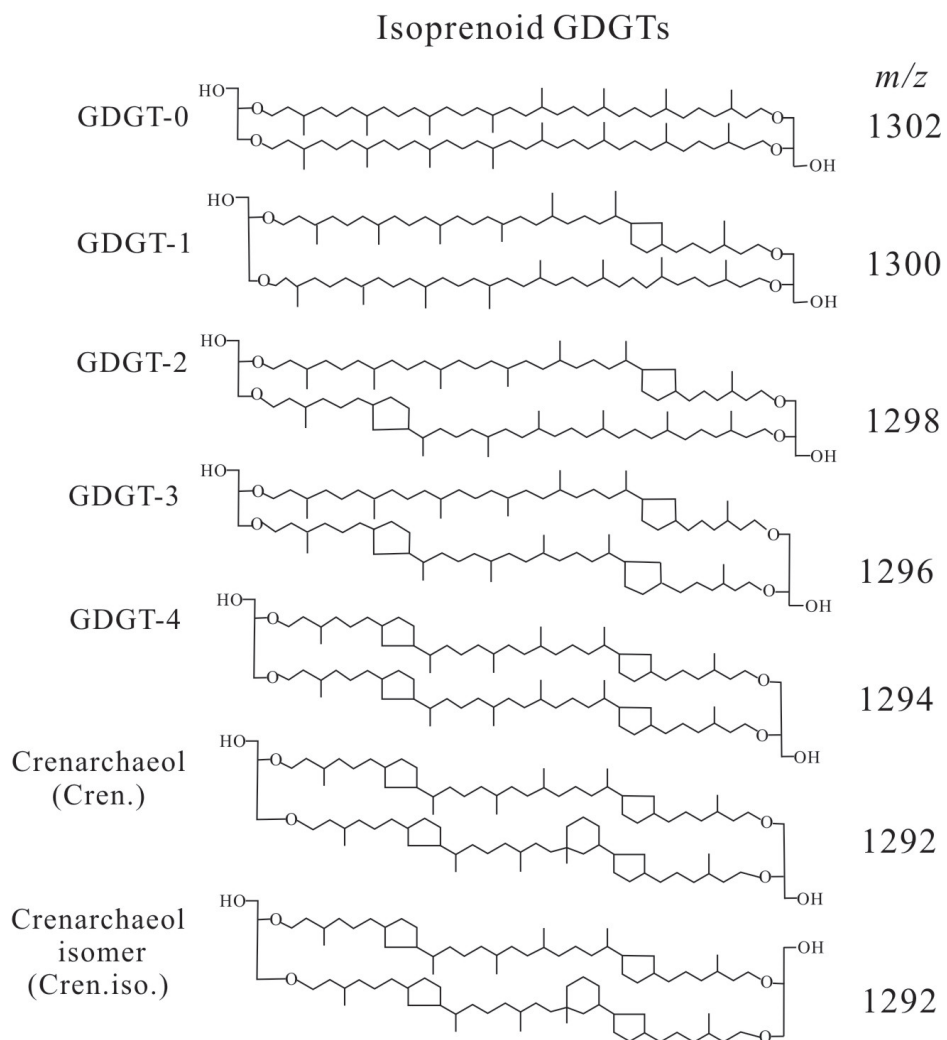 Isoprenoid GDGTs
m/z
HO
O
O
GDGT-0
1302
O
O
OH
HO
O
GDGT-1
O
1300
O
O
OH
HO
GDGT-2
O
O
O
1298
O
OH
HO
GDGT-3
O
O
O
1296
O
OH
HO
GDGT-4
O
O
O
1294
O
OH
HO
Crenarchaeol
(Cren.)
O
O
O
1292
O
OH
HO
Crenarchaeol
isomer
(Cren.iso.)
O
OH
O
O
1292
O